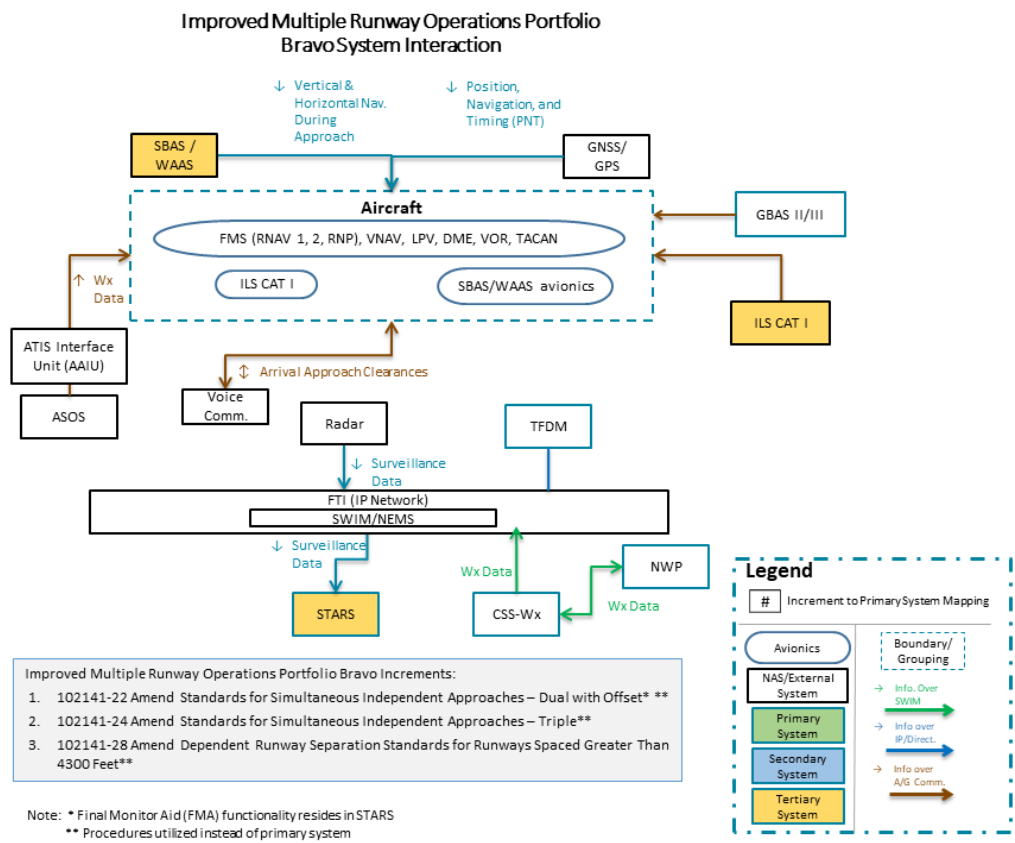 Improved Multiple Runway Operations Portfolio
Bravo System Interaction
↓ Vertical &
Horizontal Nav.
During
Approach
↓ Position,
Navigation, and
Timing (PNT)
SBAS /
WAAS
GNSS/
GPS
Aircraft
FMS (RNAV 1, 2, RNP), VNAV, LPV, DME, VOR, TACAN
ILS CAT I
SBAS/WAAS avionics
GBAS II/III
ILS CAT I
↑ Wx
Data
ATIS Interface
Unit (AAIU)
ASOS
↕ Arrival Approach Clearances
Voice
Comm.
Radar
TFDM
↓ Surveillance
Data
FTI (IP Network)
SWIM/NEMS
↓ Surveillance
Data
STARS
Wx Data
CSS-Wx
NWP
Wx Data
Legend
# Increment to Primary System Mapping
Avionics
NAS/External
System
Primary
System
Secondary
System
Tertiary
System
Boundary/
Grouping
→ Info. Over
SWIM
→ Info over
IP/Direct.
→ Info over
A/G Comm.
Improved Multiple Runway Operations Portfolio Bravo Increments:
1. 102141-22 Amend Standards for Simultaneous Independent Approaches – Dual with Offset* **
2. 102141-24 Amend Standards for Simultaneous Independent Approaches – Triple**
3. 102141-28 Amend Dependent Runway Separation Standards for Runways Spaced Greater Than
4300 Feet**
Note: * Final Monitor Aid (FMA) functionality resides in STARS
** Procedures utilized instead of primary system